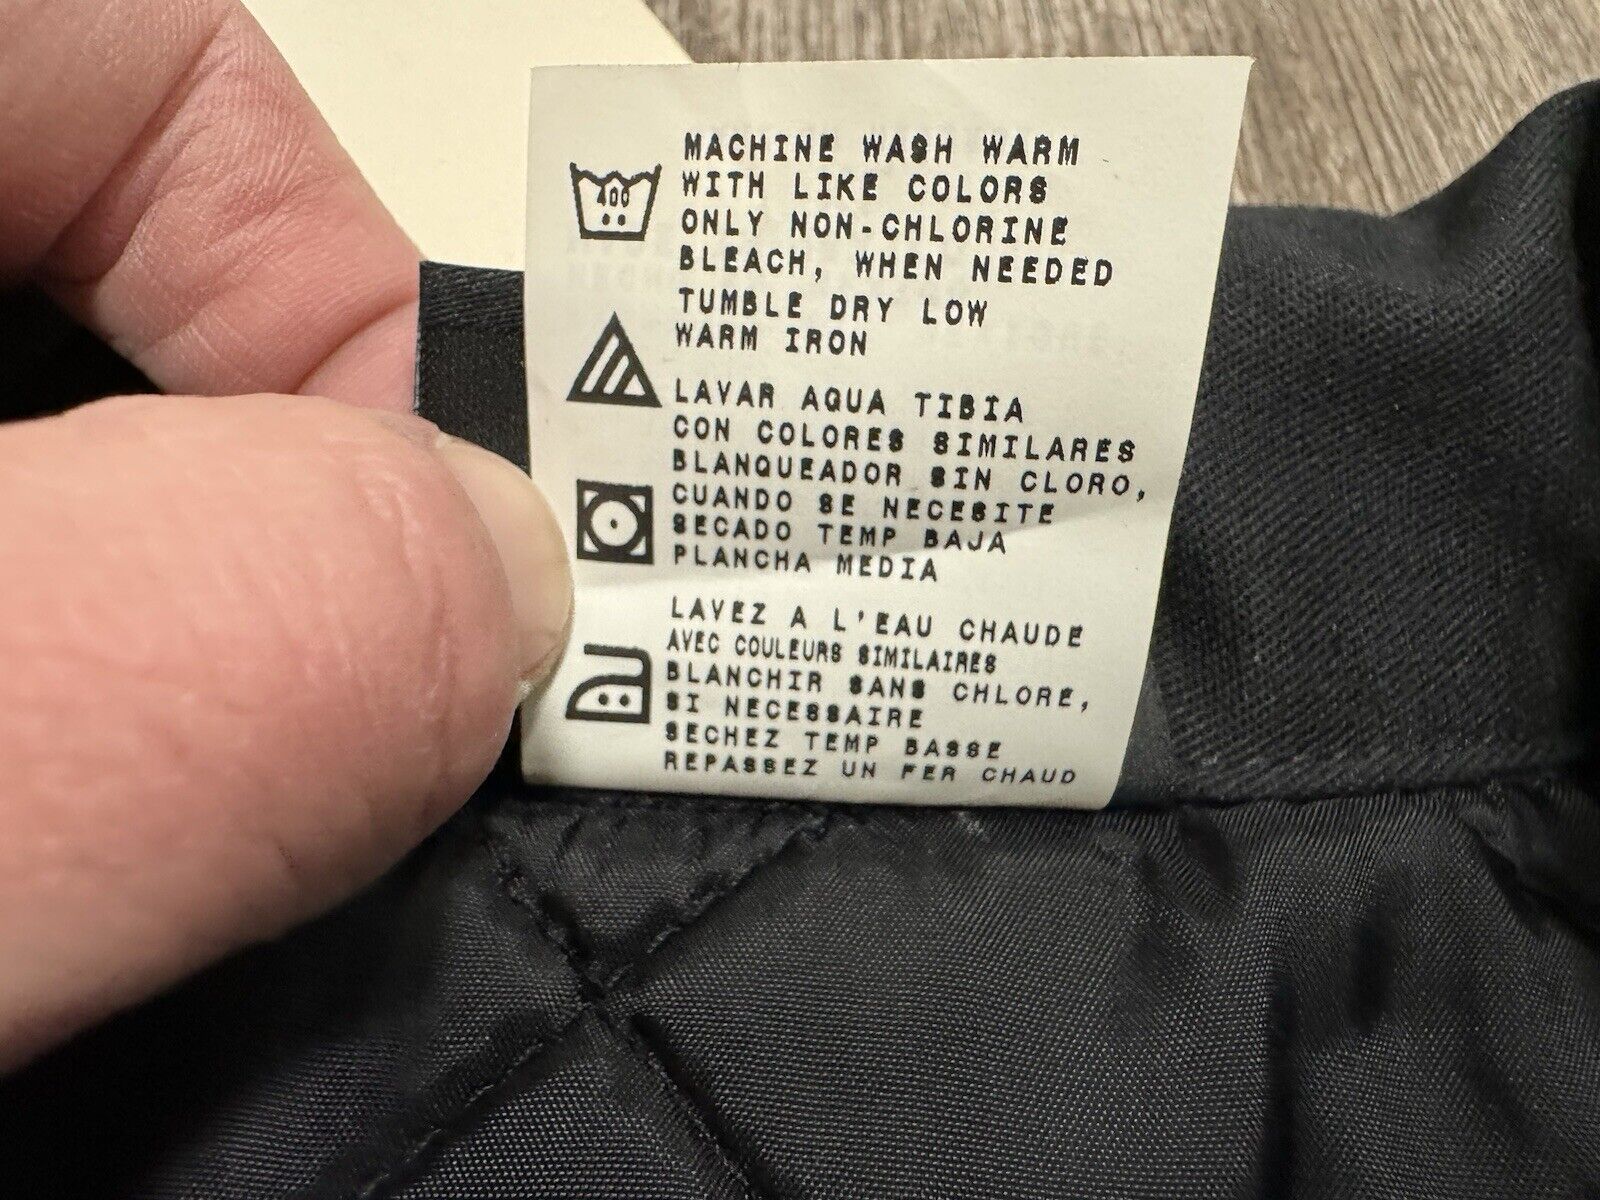 MACHINE WASH WARM
WITH LIKE COLORS
ONLY NON-CHLORINE
BLEACH, WHEN NEEDED
TUMBLE DRY LOW
WARM IRON
LAVAR AQUA TIBIA
CON COLORES SIMILARES
BLANQUEADOR SIN CLORO,
CUANDO SE NECESITE
SECADO TEMP BAJA
PLANCHA MEDIA
LAVEZ A L'EAU CHAUDE
AVEC COULEURS SIMILAIRES
BLANCHIR SANS CHLORE,
SI NECESSAIRE
SECHEZ TEMP BASSE
REPASSEZ UN FER CHAUD
400